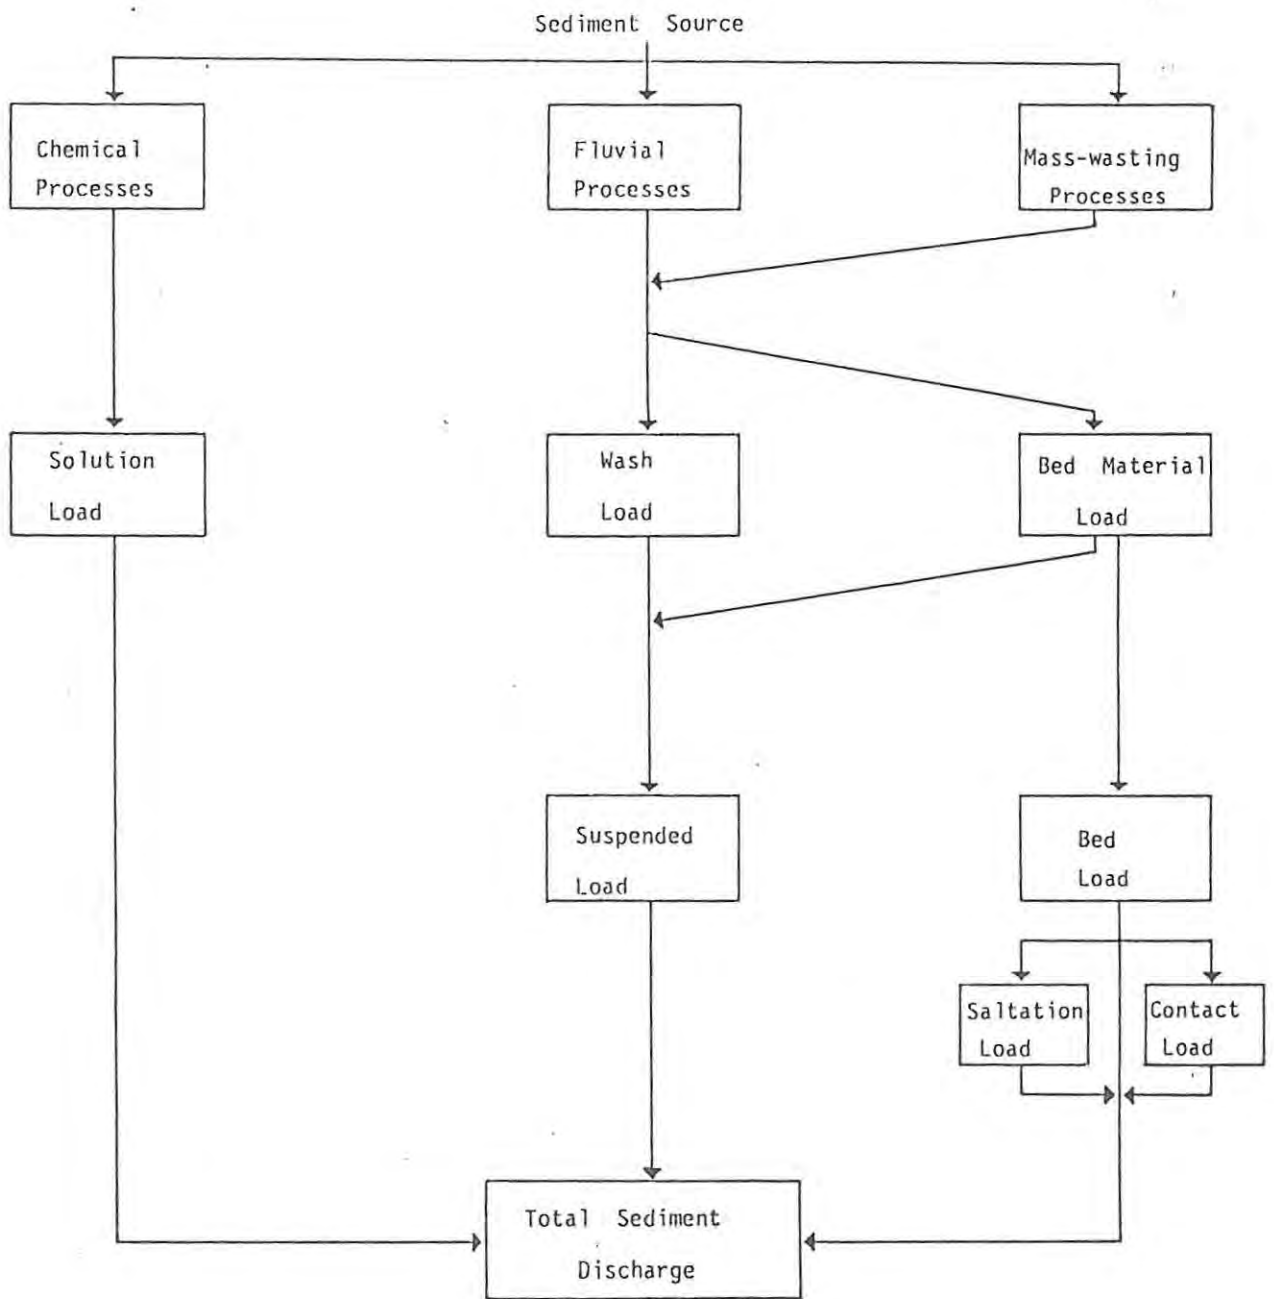 Sediment Source
Chemical
Processes
Fluvial
Processes
Mass-wasting
Processes
Solution
Load
Wash
Load
Bed Material
Load
Suspended
Load
Bed
Load
Saltation
Load
Contact
Load
Total Sediment
Discharge